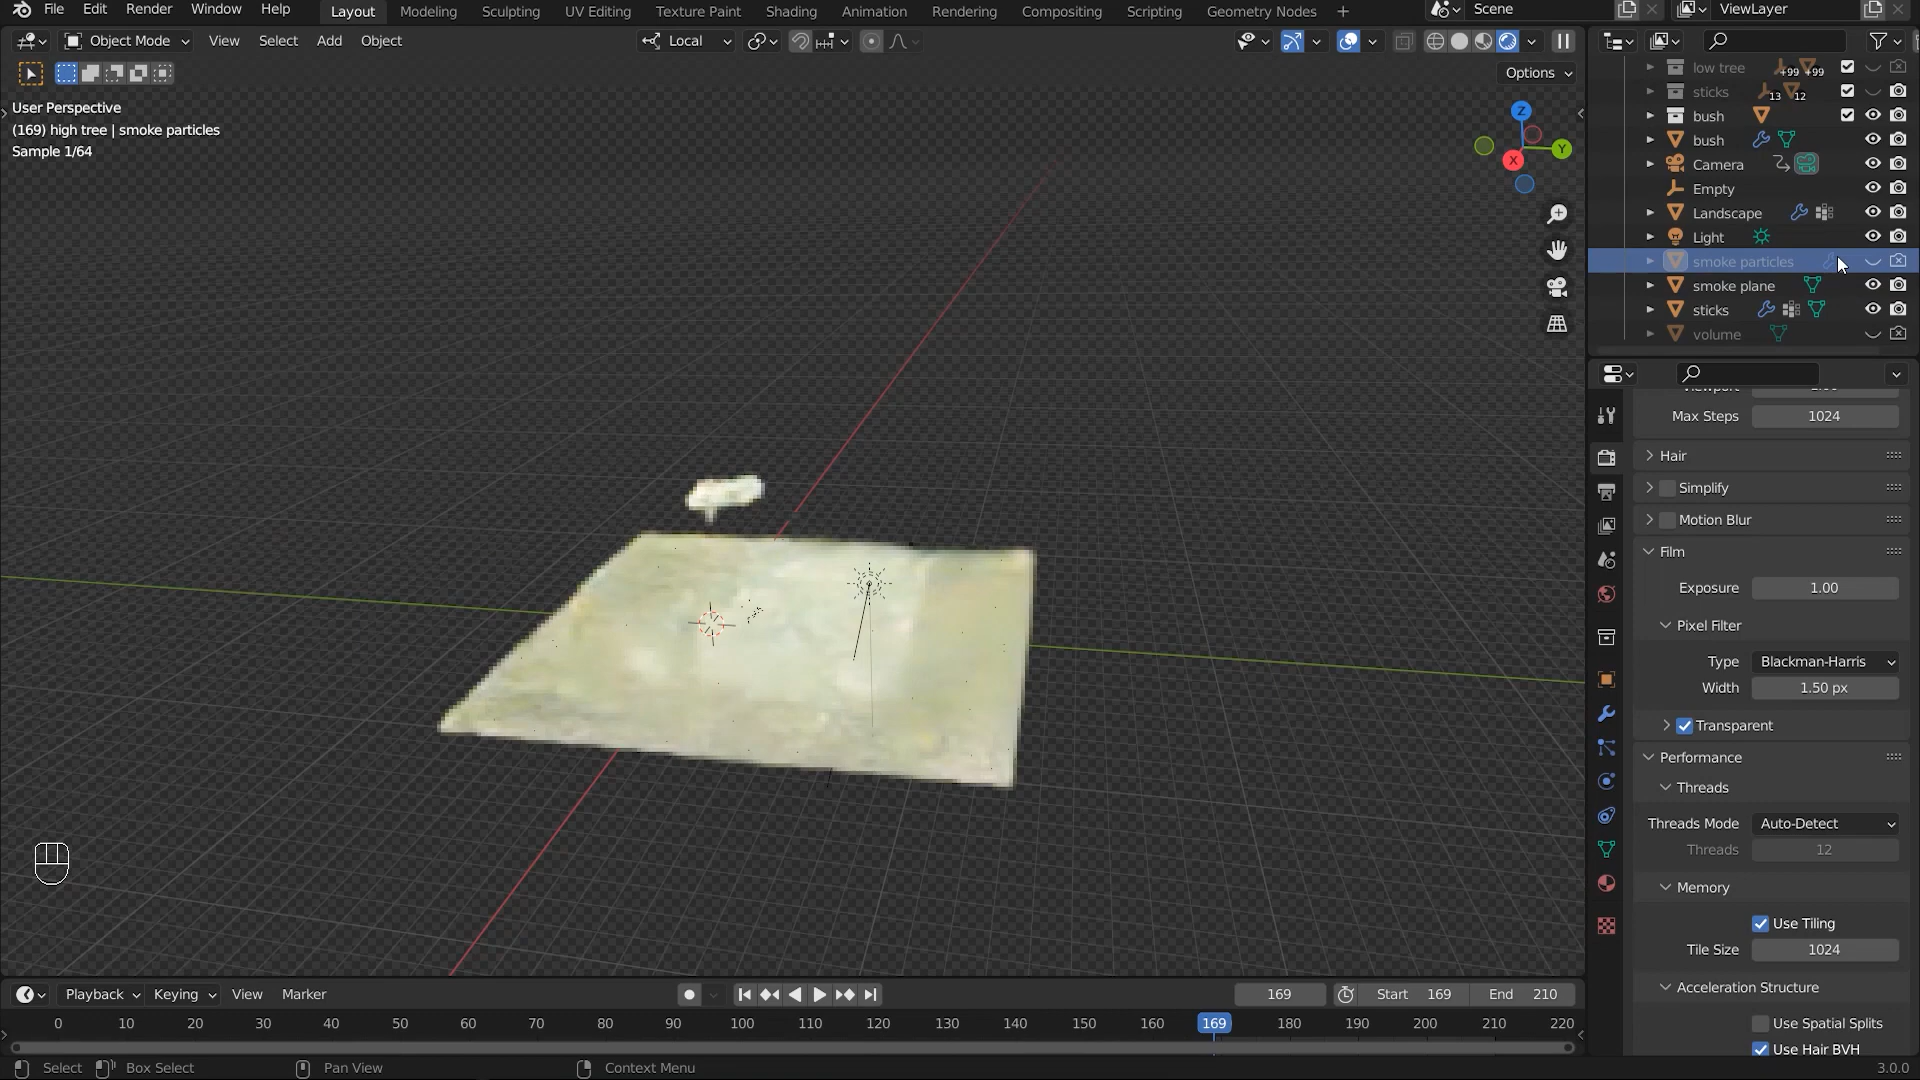 File Edit Render Window Help Layout Modeling Sculpting UV Editing Texture Paint Shading Animation Rendering Compositing Scripting Geometry Nodes + Scene ViewLayer
Object Mode View Select Add Object Local
Options
User Perspective
(169) high tree | smoke particles
Sample 1/64
Z
Y
X
low tree +99 +99
sticks 13 12
bush
bush
Camera
Empty
Landscape
Light
smoke particles
smoke plane
sticks
volume
Max Steps 1024
Hair
Simplify
Motion Blur
Film
Exposure 1.00
Pixel Filter
Type Blackman-Harris
Width 1.50 px
Transparent
Performance
Threads
Threads Mode Auto-Detect
Threads 12
Memory
Use Tiling
Tile Size 1024
Acceleration Structure
Use Spatial Splits
Use Hair BVH
Playback Keying View Marker 169 Start 169 End 210
0 10 20 30 40 50 60 70 80 90 100 110 120 130 140 150 160 169 180 190 200 210 220
Select Box Select Pan View Context Menu 3.0.0